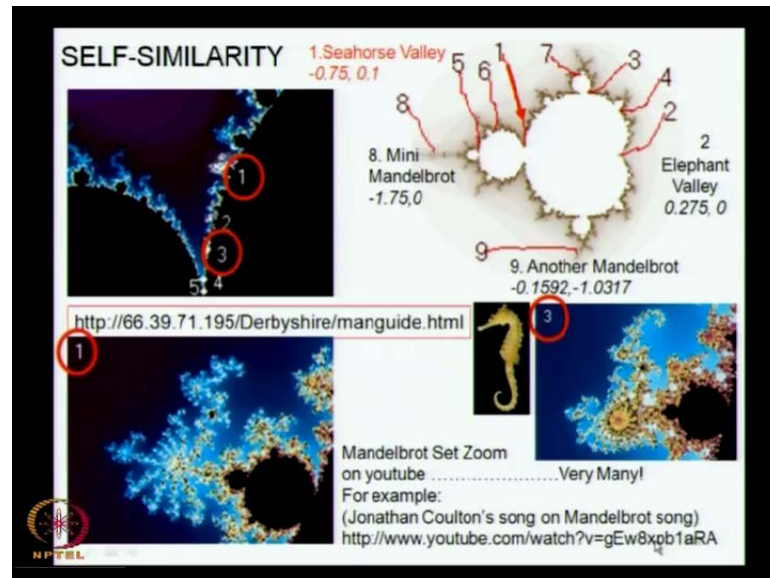 SELF-SIMILARITY
1.Seahorse Valley
-0.75, 0.1
5
6
1
7
3
4
2
8
9
8. Mini
Mandelbrot
-1.75,0
2
Elephant
Valley
0.275, 0
9. Another Mandelbrot
-0.1592,-1.0317
1
2
3
5
4
http://66.39.71.195/Derbyshire/manguide.html
1
3
Mandelbrot Set Zoom
on youtube .........................Very Many!
For example:
(Jonathan Coulton's song on Mandelbrot song)
http://www.youtube.com/watch?v=gEw8xpb1aRA
NPTEL